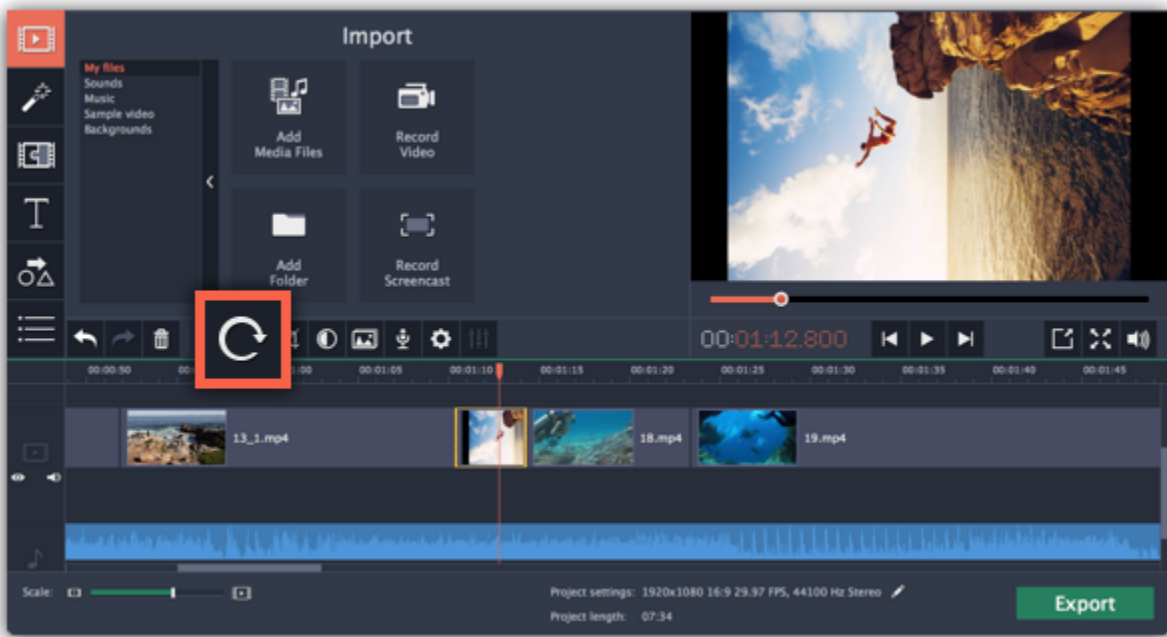 Import
My files
Sounds
Music
Sample video
Backgrounds
Add
Media Files
Record
Video
Add
Folder
Record
Screencast
00:01:12.800
00:00:50
:00
00:01:05
00:01:10
00:01:15
00:01:20
00:01:25
00:01:30
00:01:35
00:01:40
00:01:45
13_1.mp4
18.mp4
19.mp4
Scale:
Project settings: 1920x1080 16:9 29.97 FPS, 44100 Hz Stereo
Project length: 07:34
Export